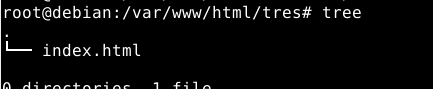 root@debian:/var/www/html/tres# tree
.
└── index.html
0 directories, 1 file